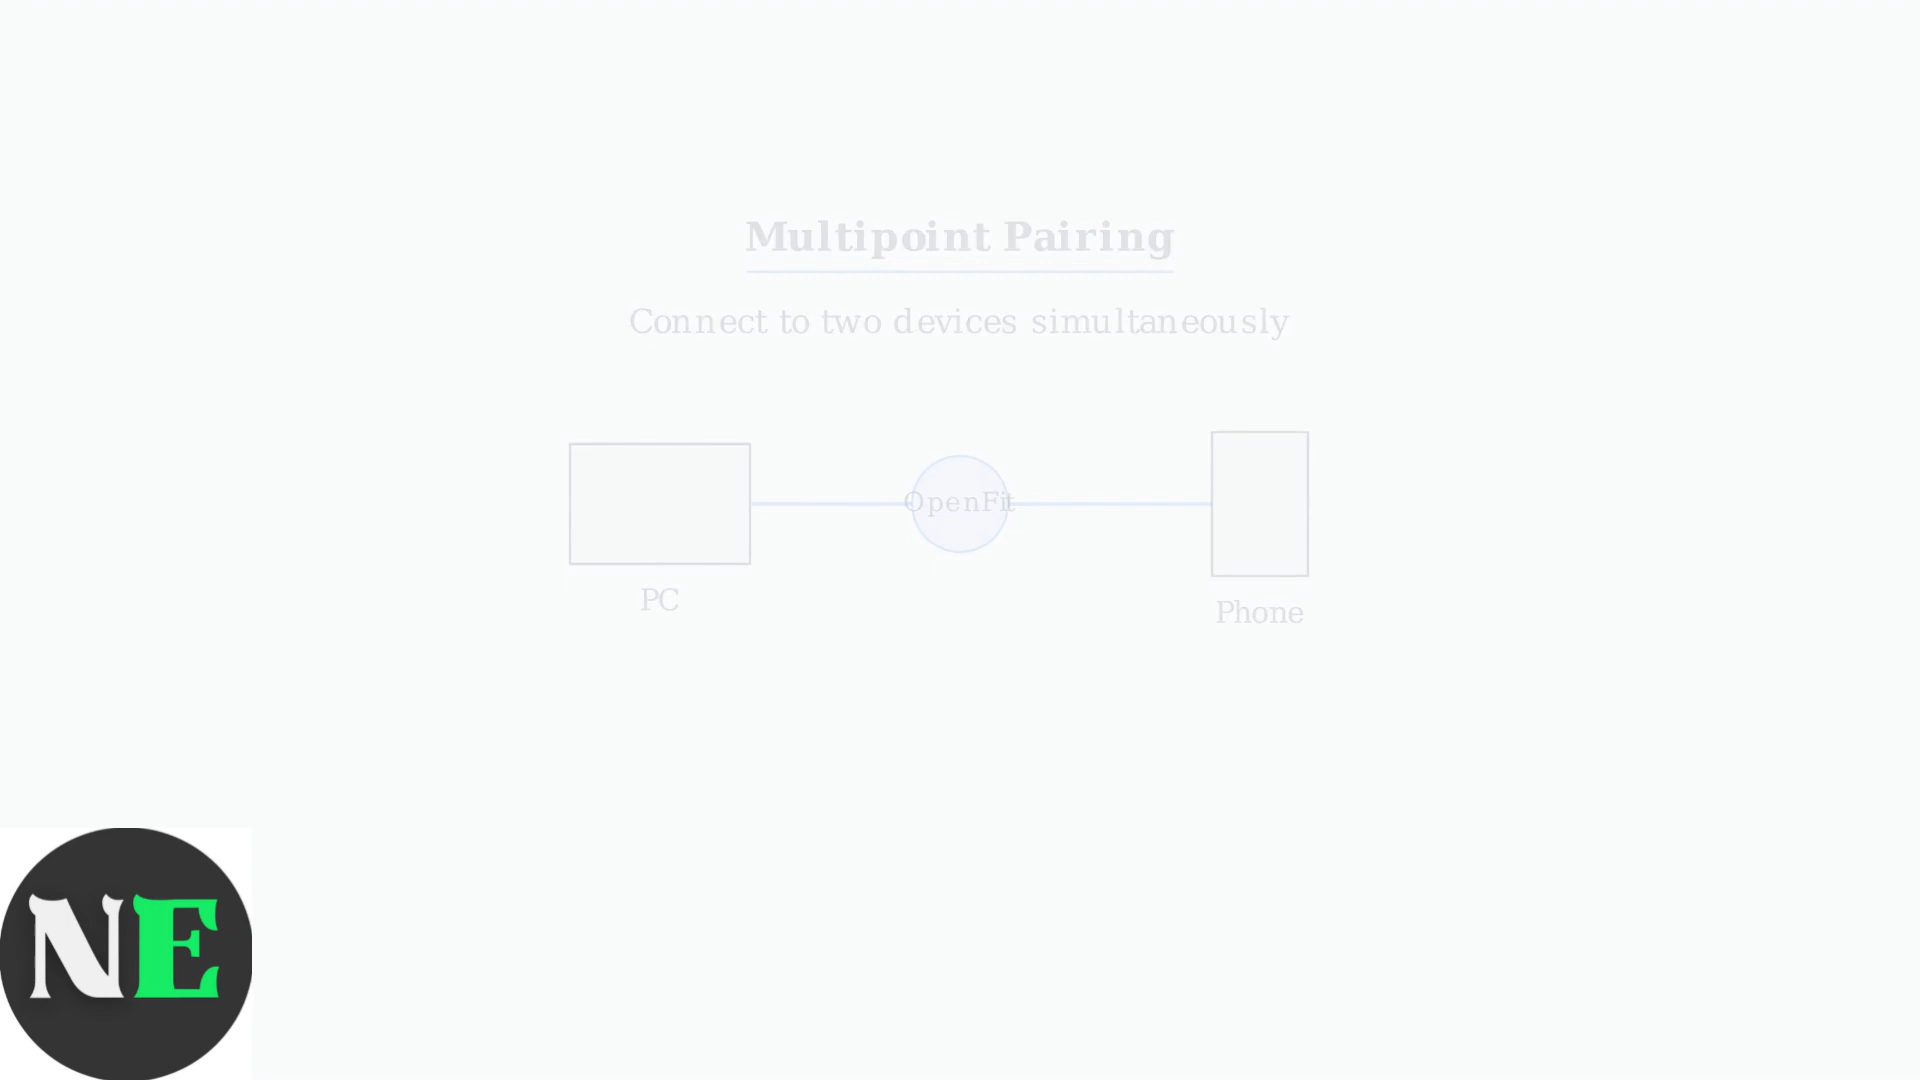 Multipoint Pairing
Connect to two devices simultaneously
OpenFit
PC
Phone
NE